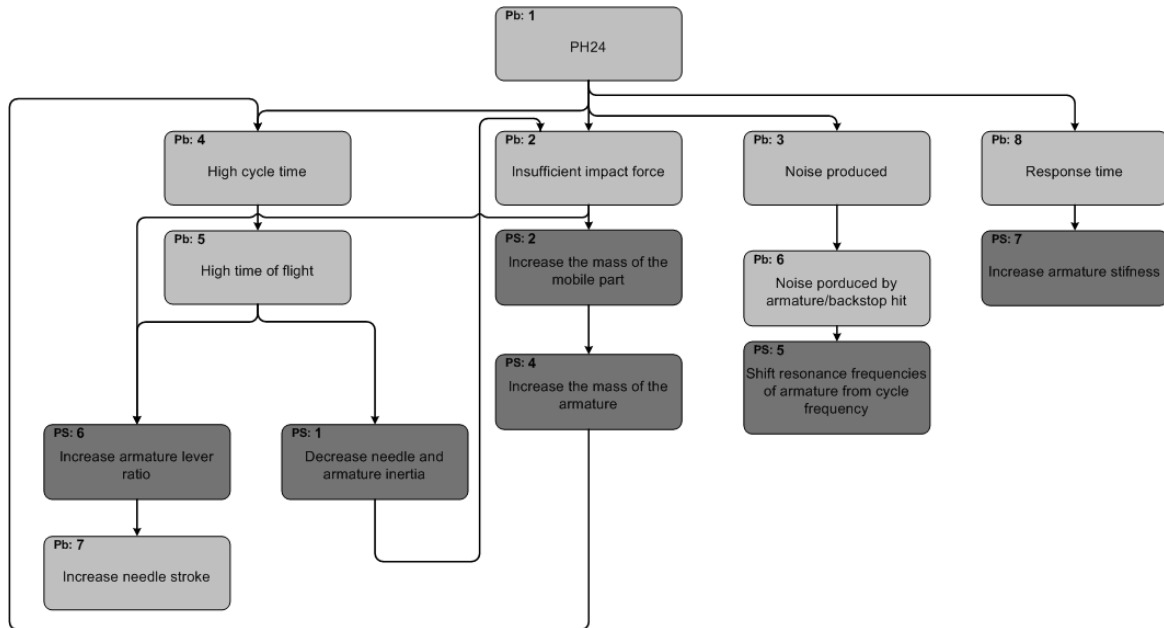 Pb: 1
PH24
Pb: 4
High cycle time
Pb: 2
Insufficient impact force
Pb: 3
Noise produced
Pb: 8
Response time
Pb: 5
High time of flight
PS: 2
Increase the mass of the
mobile part
Pb: 6
Noise porduced by
armature/backstop hit
PS: 7
Increase armature stifness
PS: 4
Increase the mass of the
armature
PS: 5
Shift resonance frequencies
of armature from cycle
frequency
PS: 6
Increase armature lever
ratio
PS: 1
Decrease needle and
armature inertia
Pb: 7
Increase needle stroke